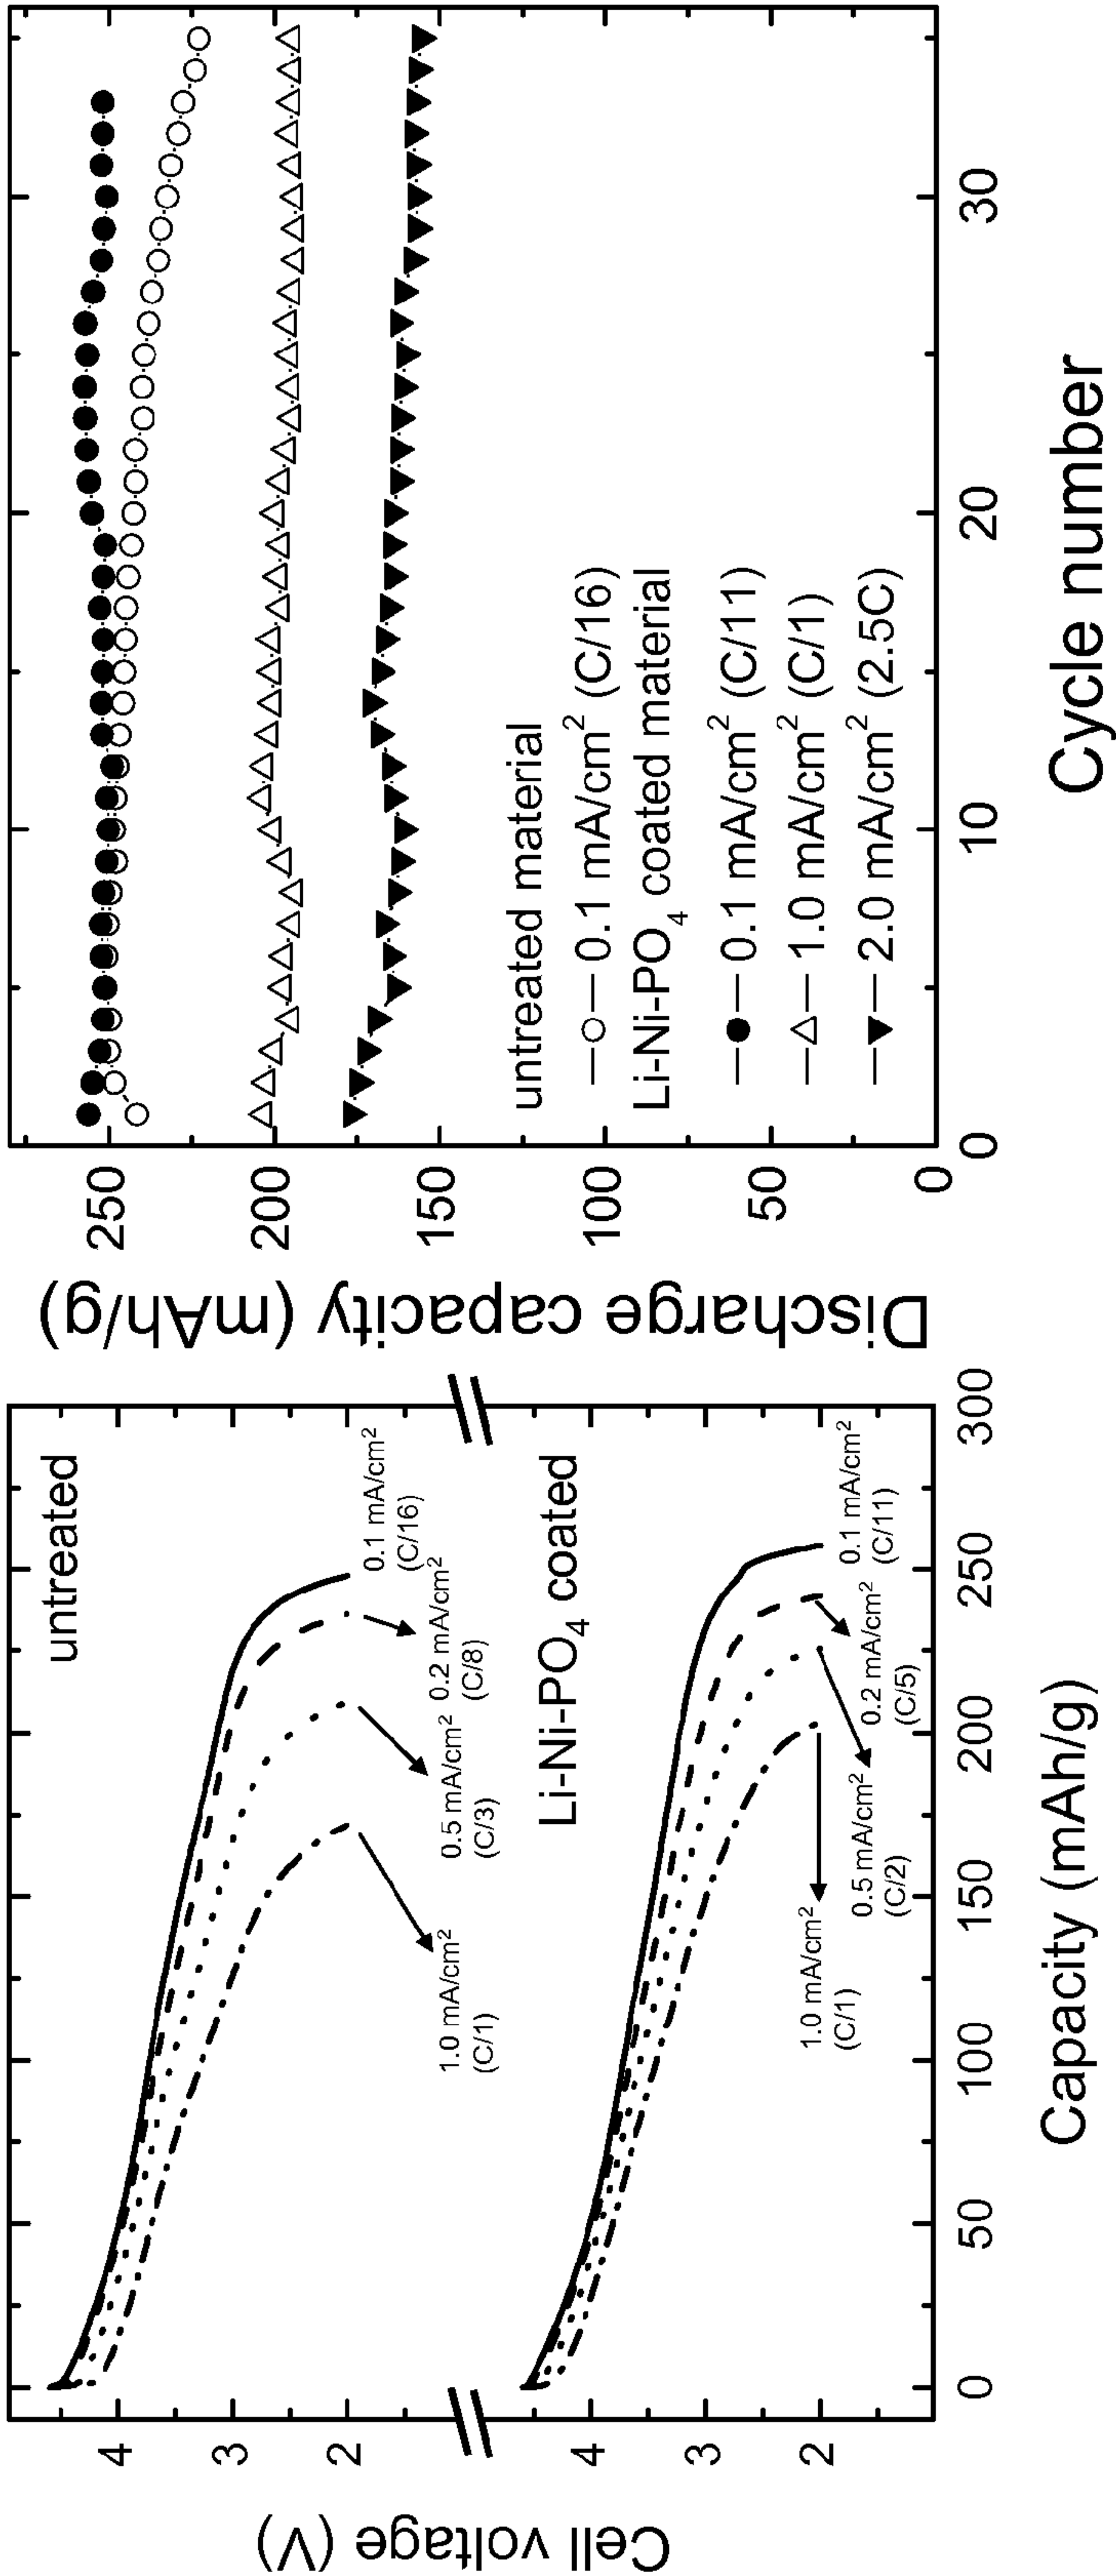 Cell voltage (V)
4
3
2
4
3
2
untreated
0.1 mA/cm²
(C/16)
0.2 mA/cm²
(C/8)
0.5 mA/cm²
(C/3)
1.0 mA/cm²
(C/1)
Li-Ni-PO₄ coated
0.1 mA/cm²
(C/11)
0.2 mA/cm²
(C/5)
0.5 mA/cm²
(C/2)
1.0 mA/cm²
(C/1)
0 50 100 150 200 250 300
Capacity (mAh/g)
Discharge capacity (mAh/g)
250
200
150
100
50
0
untreated material
0.1 mA/cm² (C/16)
Li-Ni-PO₄ coated material
0.1 mA/cm² (C/11)
1.0 mA/cm² (C/1)
2.0 mA/cm² (2.5C)
0 10 20 30
Cycle number